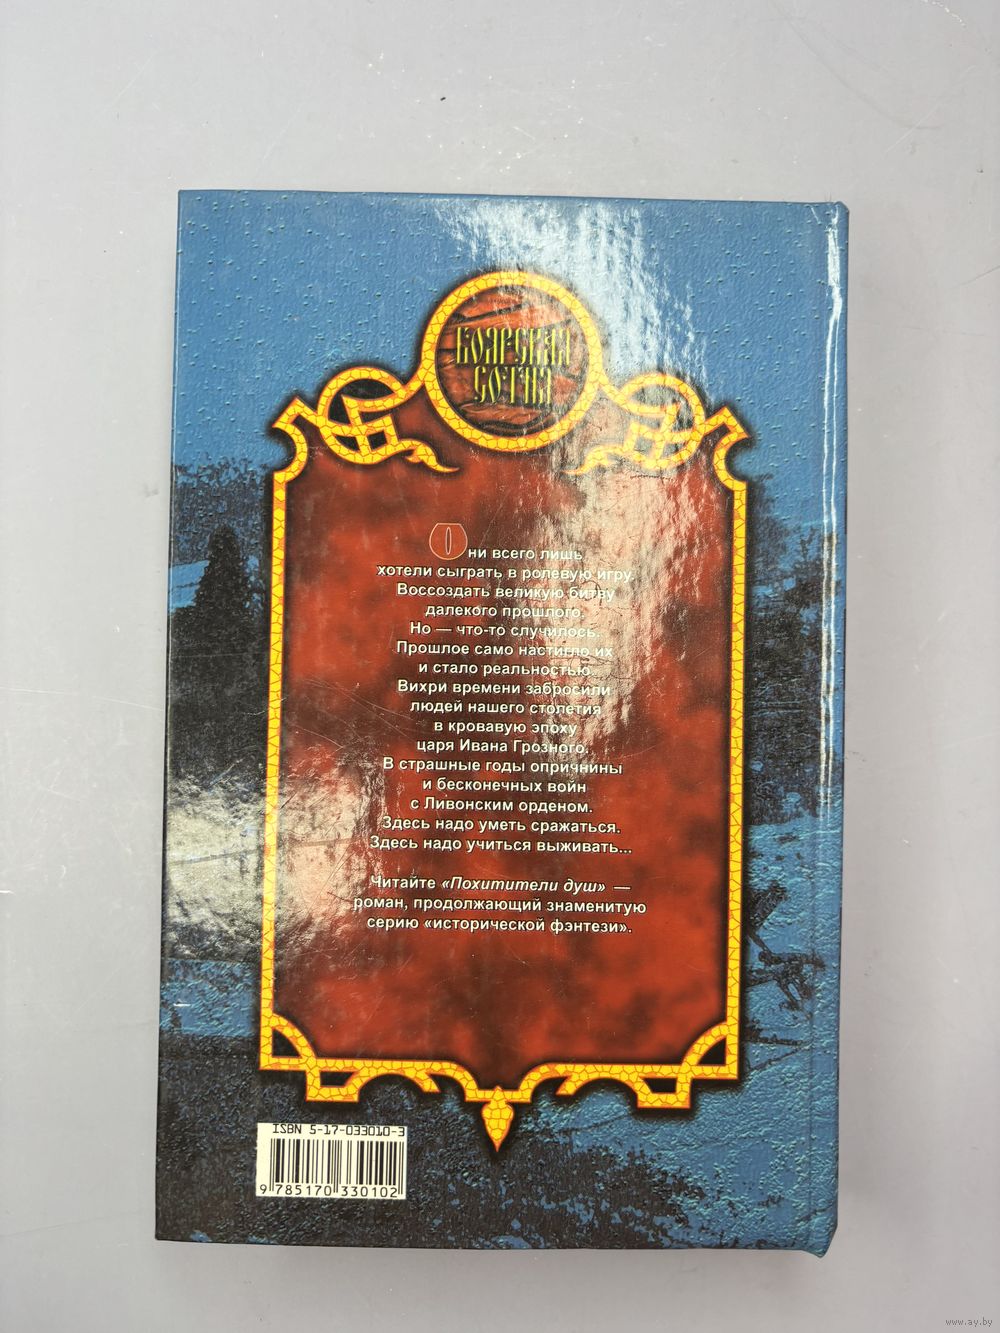 БОЯРСКАЯ
СОТНЯ
Они всего лишь
хотели сыграть в ролевую игру.
Воссоздать великую битву
далекого прошлого.
Но — что-то случилось.
Прошлое само настигло их
и стало реальностью.
Вихри времени забросили
людей нашего столетия
в кровавую эпоху
царя Ивана Грозного.
В страшные годы опричнины
и бесконечных войн
с Ливонским орденом.
Здесь надо уметь сражаться.
Здесь надо учиться выживать...
Читайте «Похитители душ» —
роман, продолжающий знаменитую
серию «исторической фэнтези».
ISBN 5-17-033010-3
9 785170 330102
www.ay.by